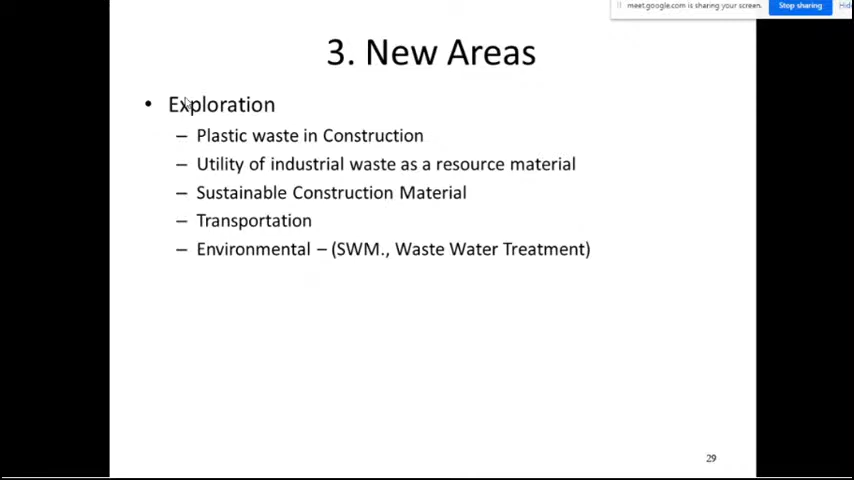 meet.google.com is sharing your screen. Stop sharing Hide
3. New Areas
• Exploration
– Plastic waste in Construction
– Utility of industrial waste as a resource material
– Sustainable Construction Material
– Transportation
– Environmental – (SWM., Waste Water Treatment)
29